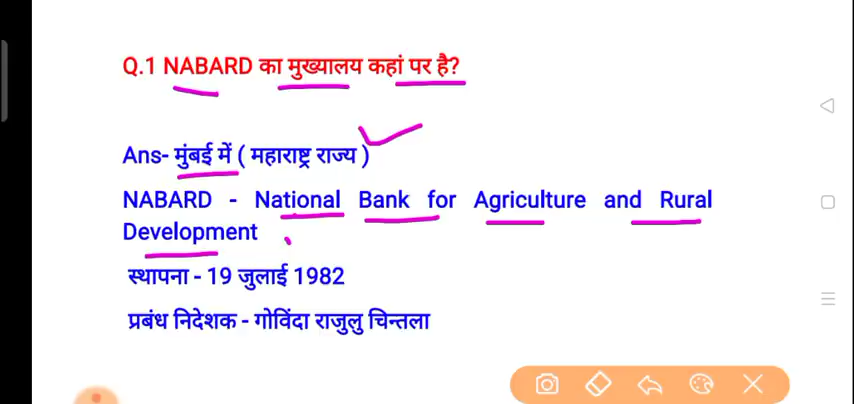 Q.1 NABARD का मुख्यालय कहां पर है?
Ans- मुंबई में ( महाराष्ट्र राज्य )
NABARD - National Bank for Agriculture and Rural
Development
स्थापना - 19 जुलाई 1982
प्रबंध निदेशक - गोविंदा राजुलु चिन्तला